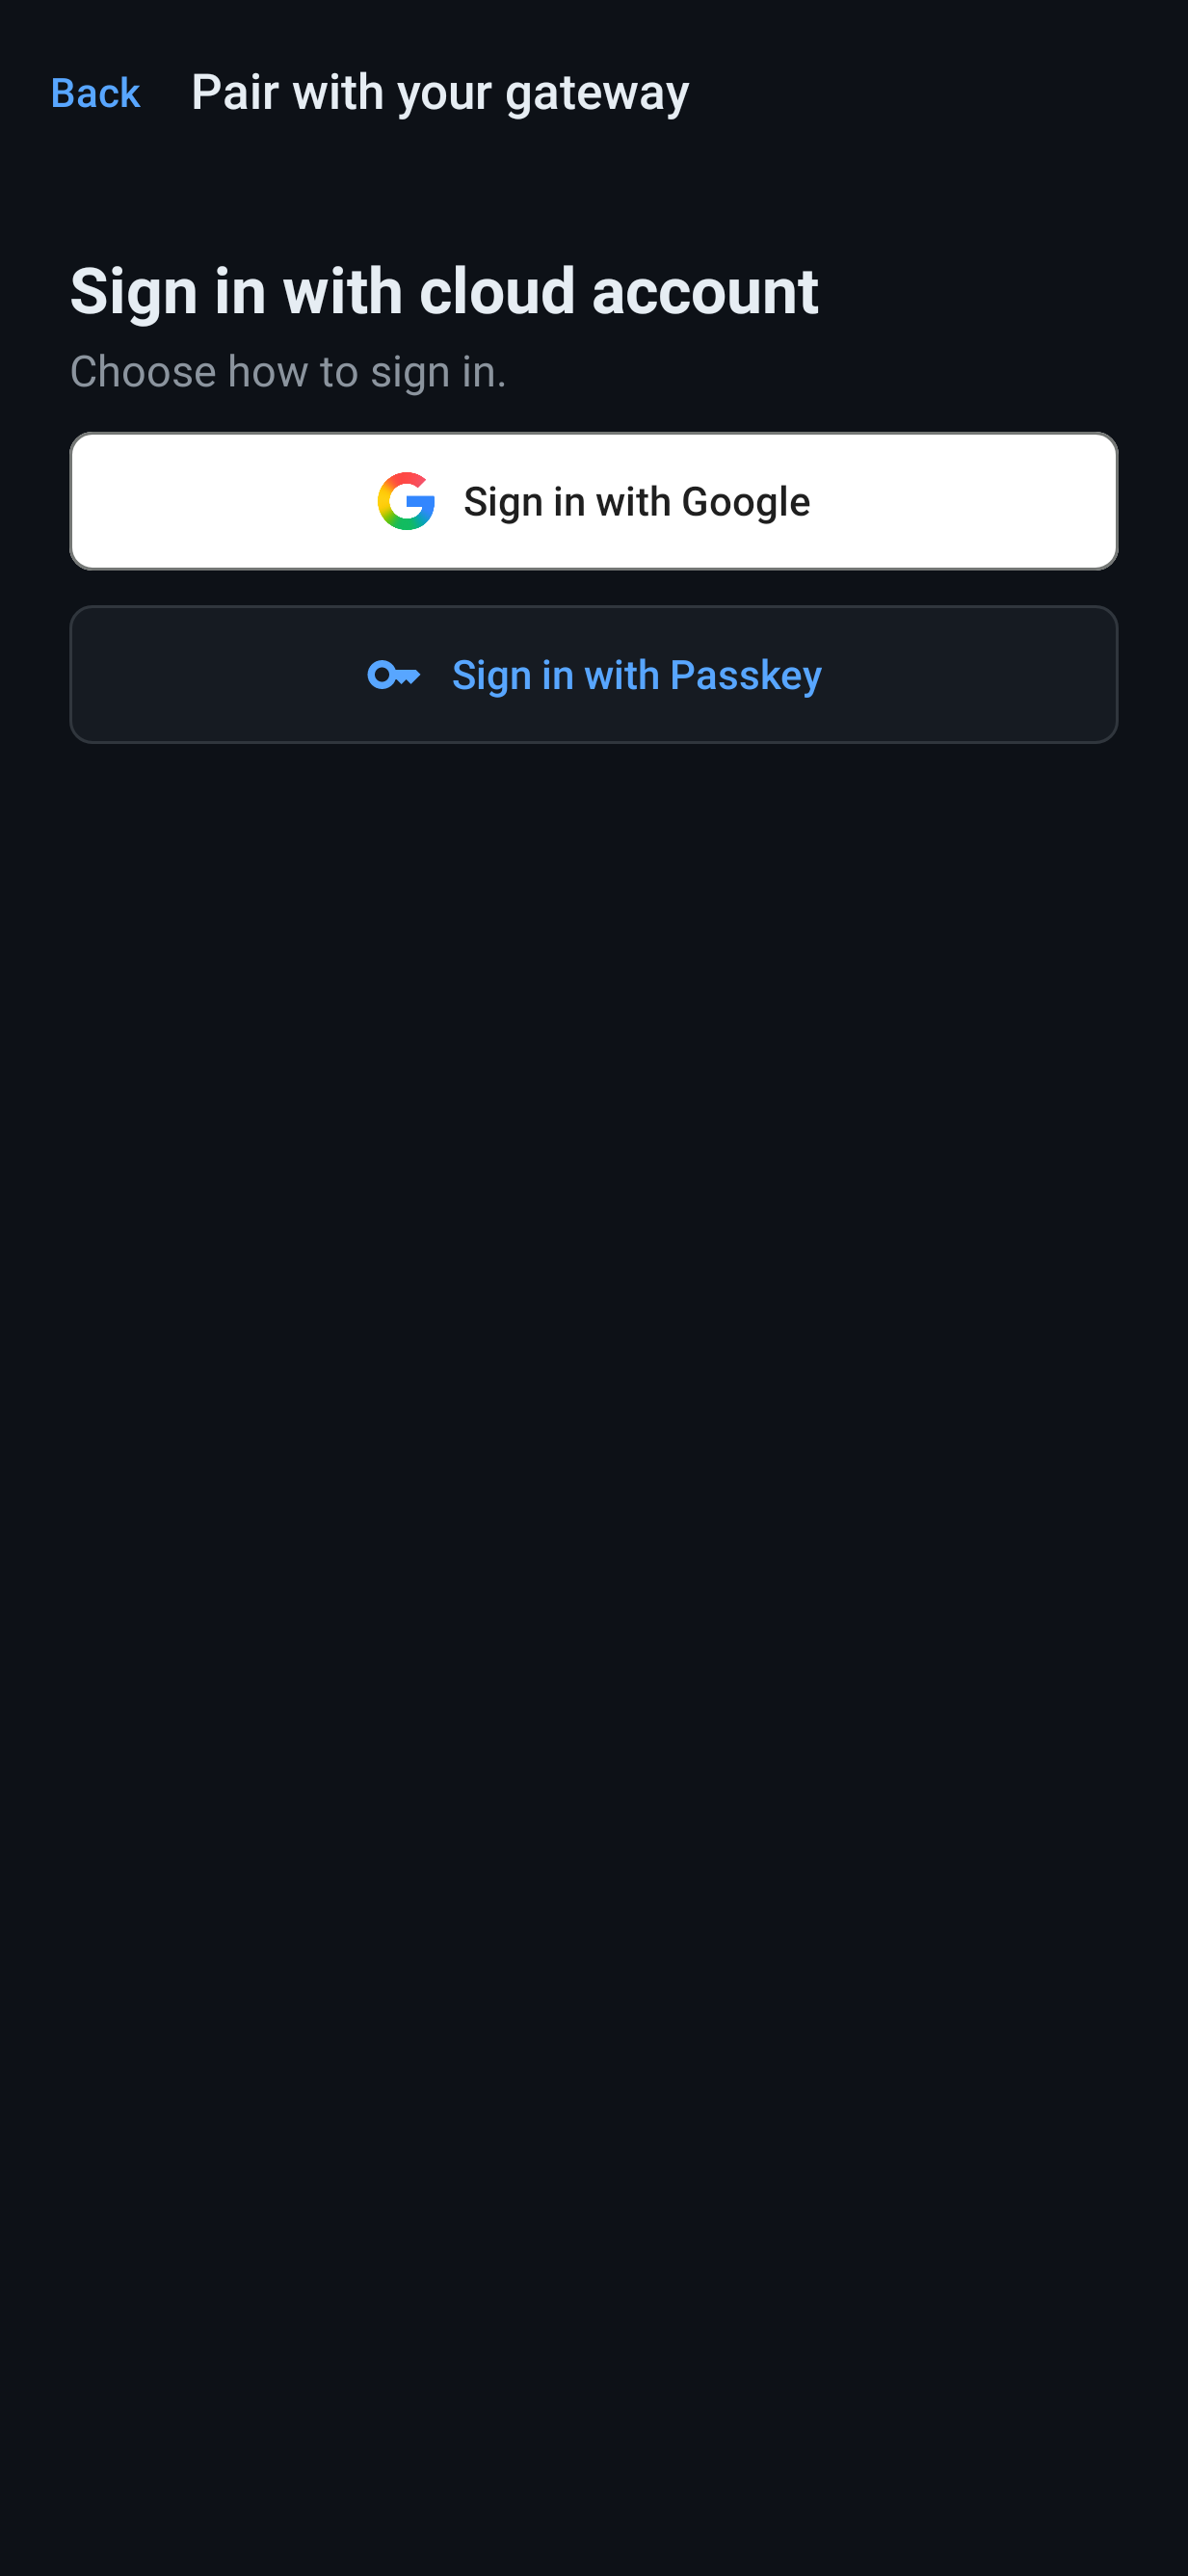 Back
Pair with your gateway
Sign in with cloud account
Choose how to sign in.
Sign in with Google
Sign in with Passkey